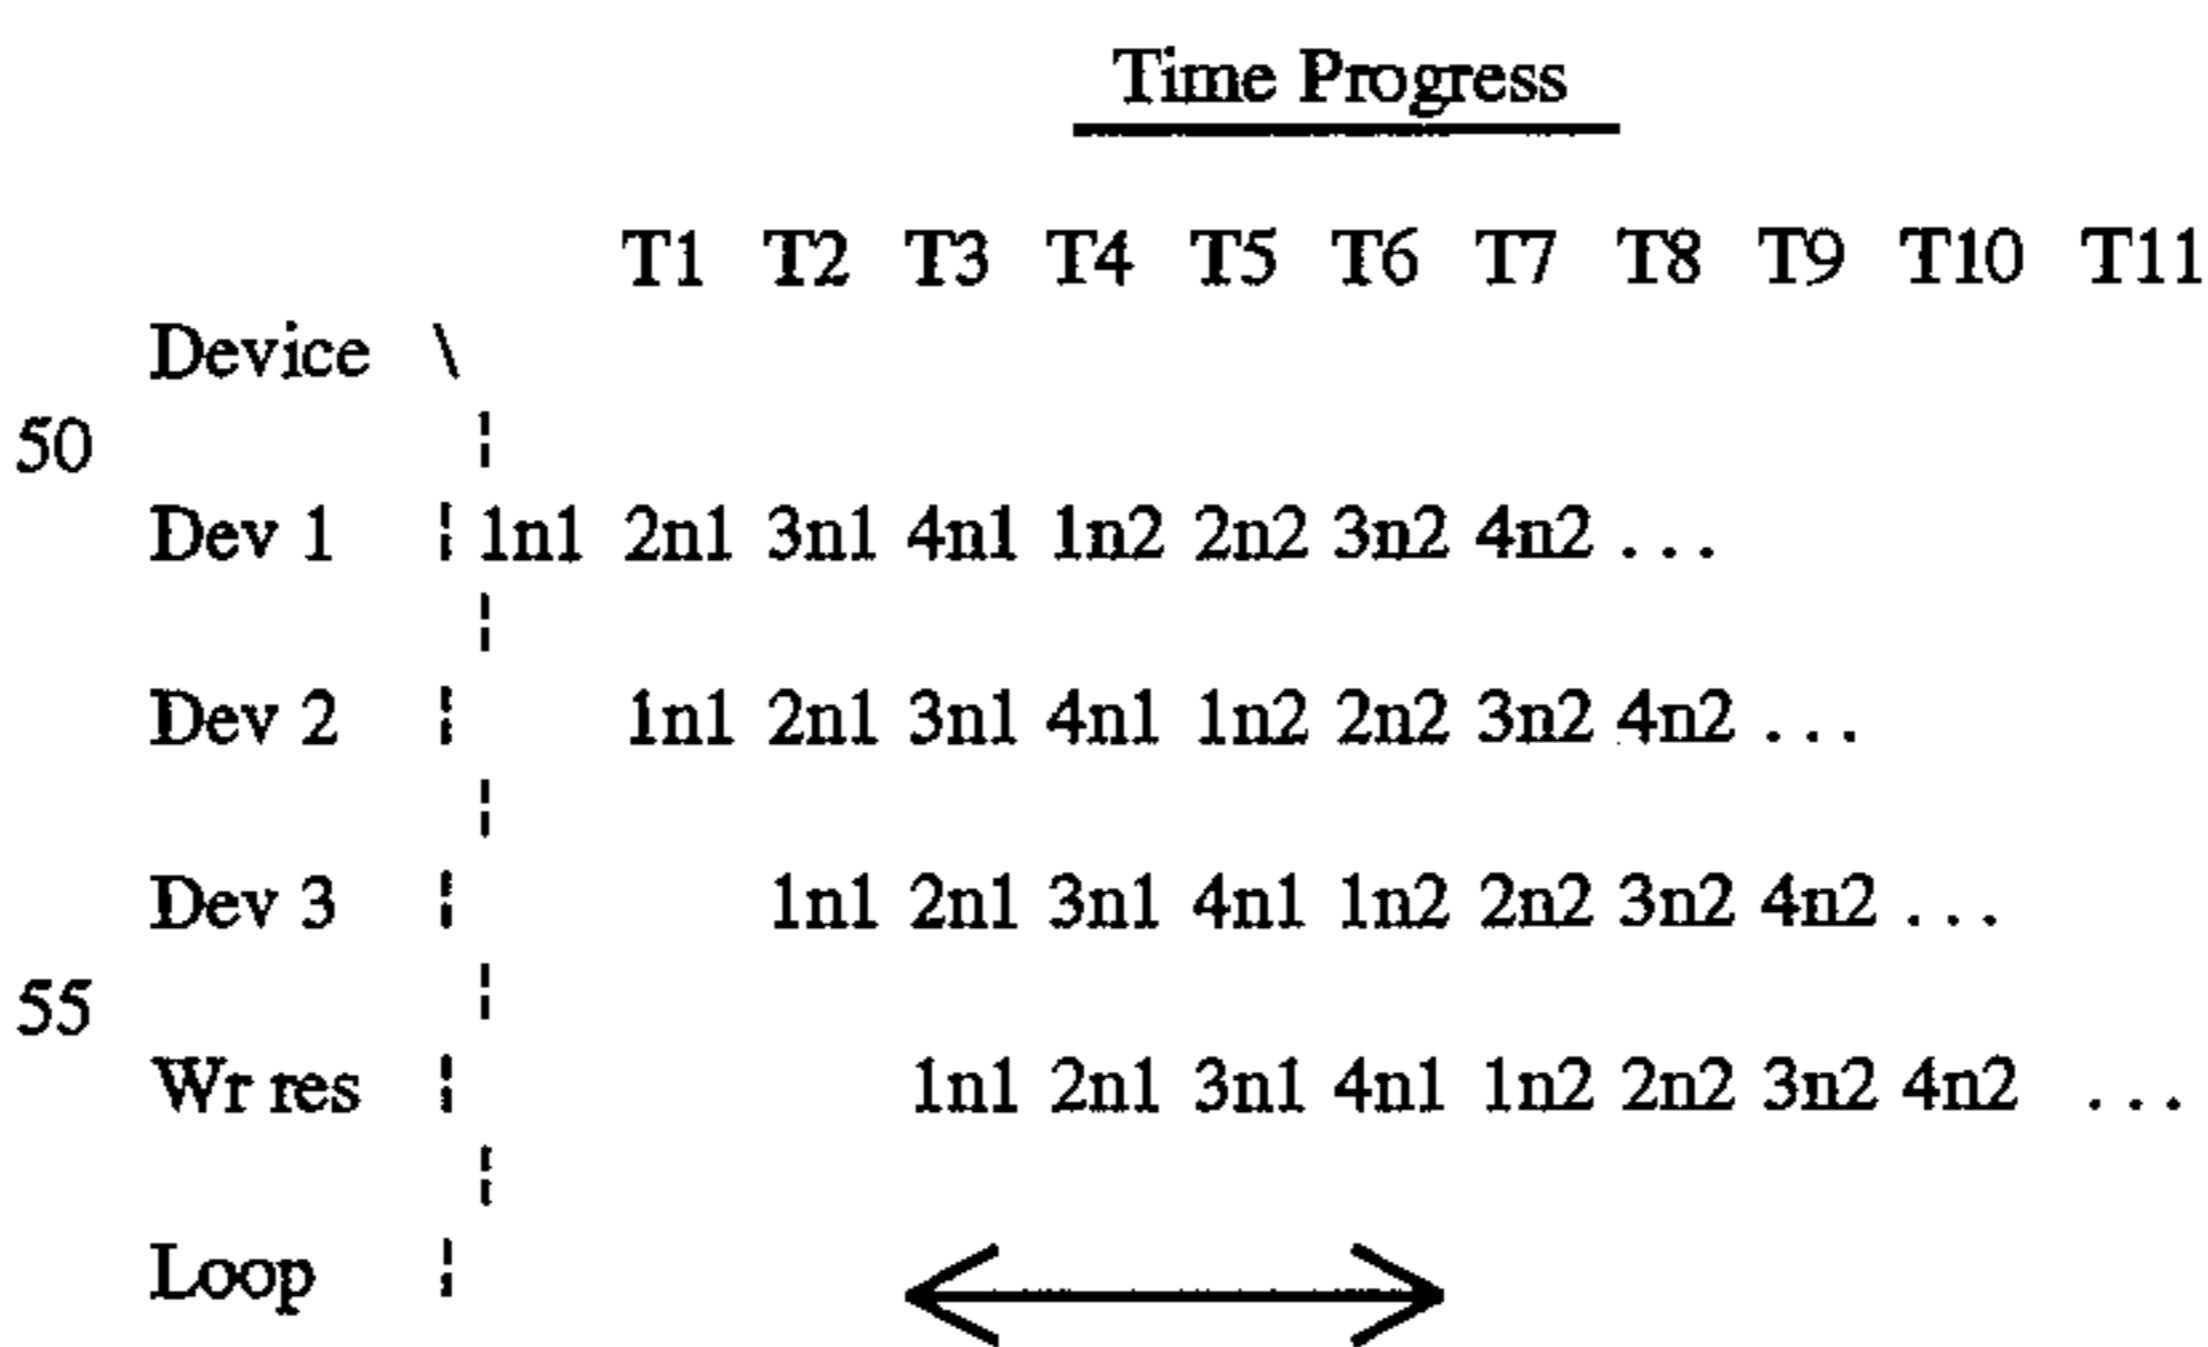 Time Progress
T1 T2 T3 T4 T5 T6 T7 T8 T9 T10 T11
Device \
50 ¦
Dev 1 ¦ 1n1 2n1 3n1 4n1 1n2 2n2 3n2 4n2 . . .
¦
Dev 2 ¦ 1n1 2n1 3n1 4n1 1n2 2n2 3n2 4n2 . . .
¦
Dev 3 ¦ 1n1 2n1 3n1 4n1 1n2 2n2 3n2 4n2 . . .
55 ¦
Wr res ¦ 1n1 2n1 3n1 4n1 1n2 2n2 3n2 4n2 . . .
¦
Loop ¦